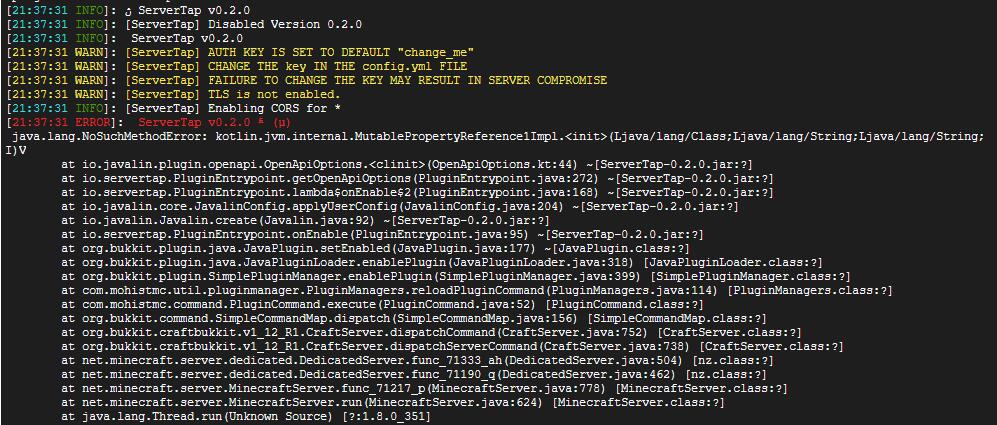 [21:37:31 INFO]: ServerTap v0.2.0
[21:37:31 INFO]: [ServerTap] Disabled Version 0.2.0
[21:37:31 INFO]: ServerTap v0.2.0
[21:37:31 WARN]: [ServerTap] AUTH KEY IS SET TO DEFAULT "change_me"
[21:37:31 WARN]: [ServerTap] CHANGE THE key IN THE config.yml FILE
[21:37:31 WARN]: [ServerTap] FAILURE TO CHANGE THE KEY MAY RESULT IN SERVER COMPROMISE
[21:37:31 WARN]: [ServerTap] TLS is not enabled.
[21:37:31 INFO]: [ServerTap] Enabling CORS for *
[21:37:31 ERROR]: ServerTap v0.2.0 (µ)
java.lang.NoSuchMethodError: kotlin.jvm.internal.MutablePropertyReference1Impl.<init>(Ljava/lang/Class;Ljava/lang/String;Ljava/lang/String;
I)V
at io.javalin.plugin.openapi.OpenApiOptions.<clinit>(OpenApiOptions.kt:44) ~[ServerTap-0.2.0.jar:?]
at io.servertap.PluginEntrypoint.getOpenApiOptions(PluginEntrypoint.java:272) ~[ServerTap-0.2.0.jar:?]
at io.servertap.PluginEntrypoint.lambda$onEnable$2(PluginEntrypoint.java:168) ~[ServerTap-0.2.0.jar:?]
at io.javalin.core.JavalinConfig.applyUserConfig(JavalinConfig.java:204) ~[ServerTap-0.2.0.jar:?]
at io.javalin.Javalin.create(Javalin.java:92) ~[ServerTap-0.2.0.jar:?]
at io.servertap.PluginEntrypoint.onEnable(PluginEntrypoint.java:95) ~[ServerTap-0.2.0.jar:?]
at org.bukkit.plugin.java.JavaPlugin.setEnabled(JavaPlugin.java:177) ~[JavaPlugin.class:?]
at org.bukkit.plugin.java.JavaPluginLoader.enablePlugin(JavaPluginLoader.java:318) [JavaPluginLoader.class:?]
at org.bukkit.plugin.SimplePluginManager.enablePlugin(SimplePluginManager.java:399) [SimplePluginManager.class:?]
at com.mohistmc.util.pluginmanager.PluginManagers.reloadPluginCommand(PluginManagers.java:114) [PluginManagers.class:?]
at com.mohistmc.command.PluginCommand.execute(PluginCommand.java:52) [PluginCommand.class:?]
at org.bukkit.command.SimpleCommandMap.dispatch(SimpleCommandMap.java:156) [SimpleCommandMap.class:?]
at org.bukkit.craftbukkit.v1_12_R1.CraftServer.dispatchCommand(CraftServer.java:752) [CraftServer.class:?]
at org.bukkit.craftbukkit.v1_12_R1.CraftServer.dispatchServerCommand(CraftServer.java:738) [CraftServer.class:?]
at net.minecraft.server.dedicated.DedicatedServer.func_71333_ah(DedicatedServer.java:504) [nz.class:?]
at net.minecraft.server.dedicated.DedicatedServer.func_71190_q(DedicatedServer.java:462) [nz.class:?]
at net.minecraft.server.MinecraftServer.func_71217_p(MinecraftServer.java:778) [MinecraftServer.class:?]
at net.minecraft.server.MinecraftServer.run(MinecraftServer.java:624) [MinecraftServer.class:?]
at java.lang.Thread.run(Unknown Source) [?:1.8.0_351]